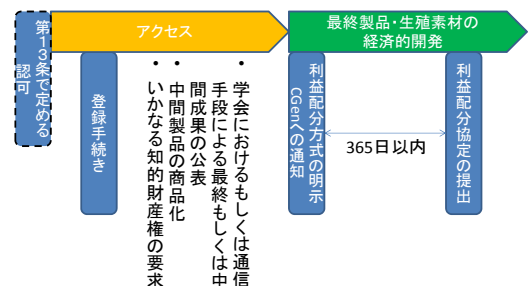 第13条で定める
認可
アクセス
最終製品・生殖素材の
経済的開発
登録手続き
・学会におけるもしくは通信
手段による最終もしくは中
間成果の公表
・中間製品の商品化
・いかなる知的財産権の要求
利益配分方式の明示
CGenへの通知
365日以内
利益配分協定の提出